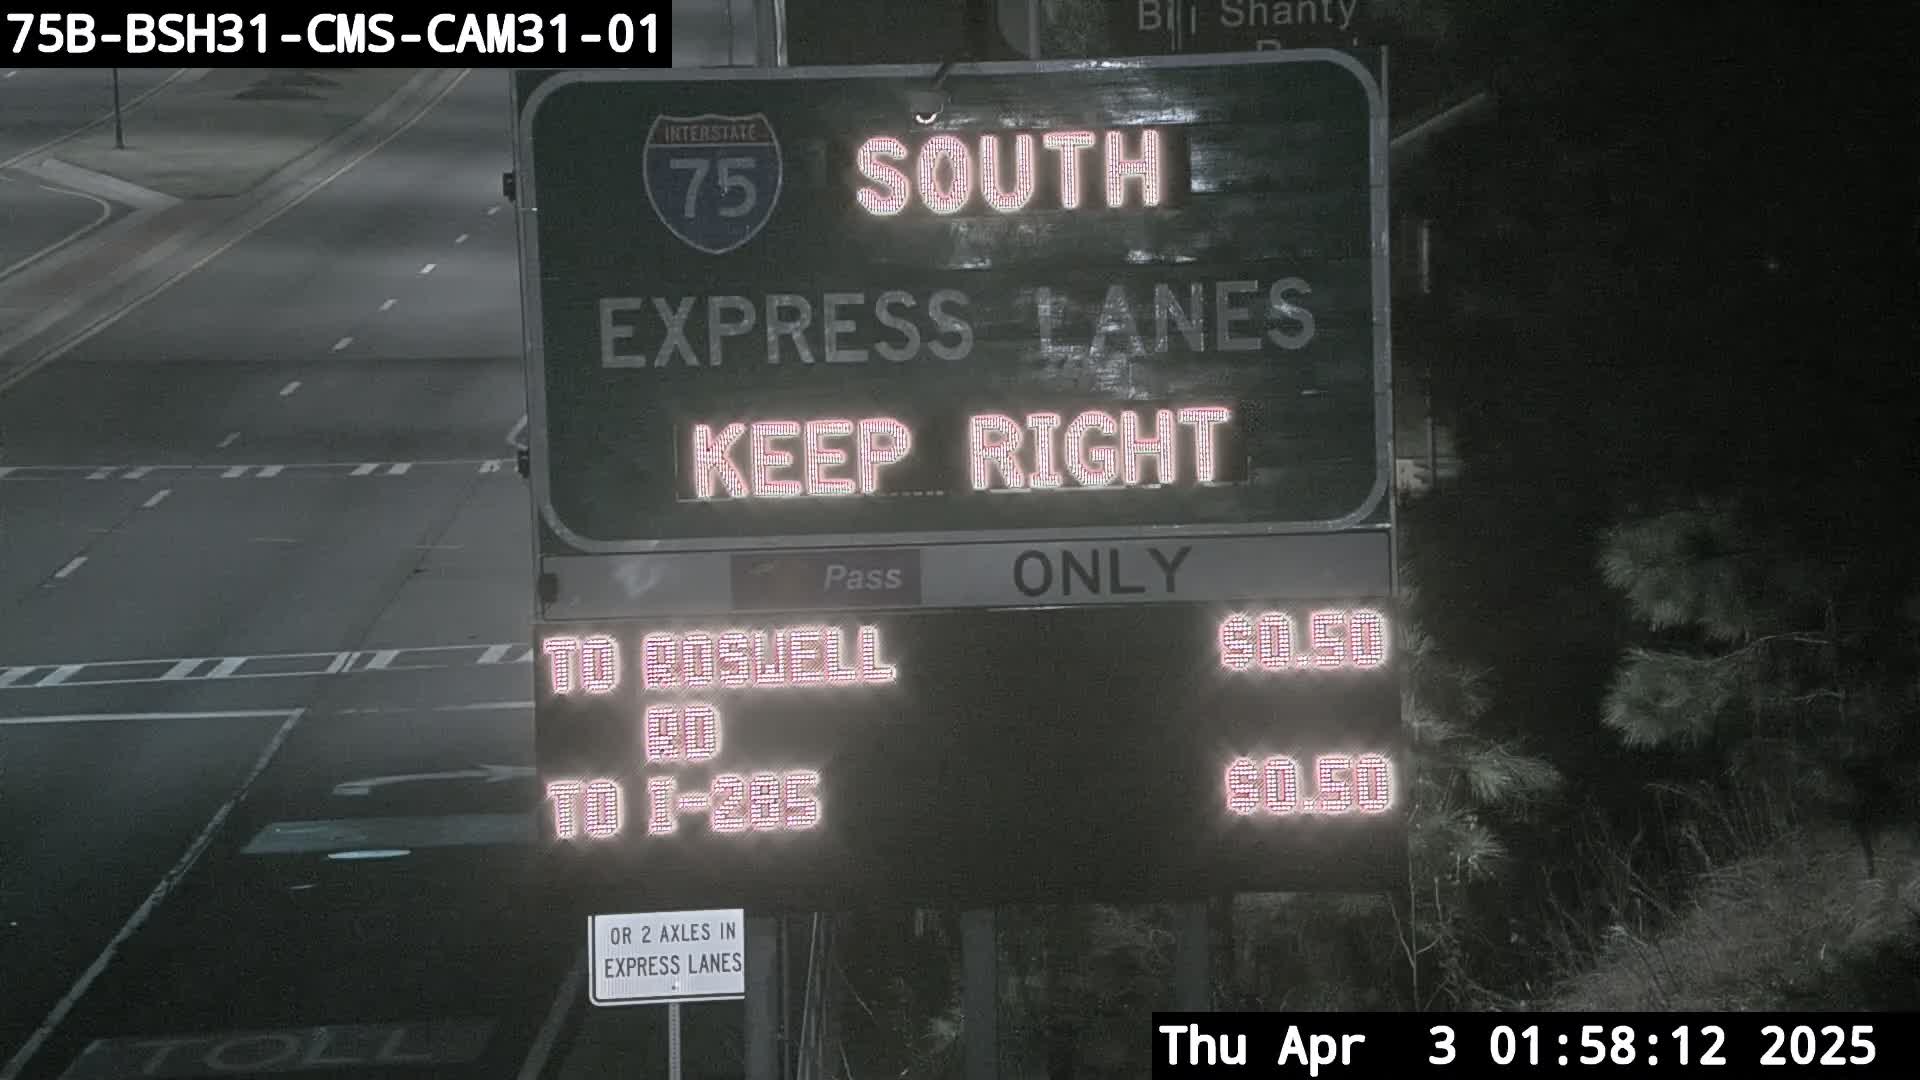 75B-BSH31-CMS-CAM31-01
Bill Shanty
INTERSTATE
75
SOUTH
EXPRESS LANES
KEEP RIGHT
Pass ONLY
TO ROSWELL $0.50
RD
TO I-285 $0.50
OR 2 AXLES IN
EXPRESS LANES
TOLL
Thu Apr 3 01:58:12 2025